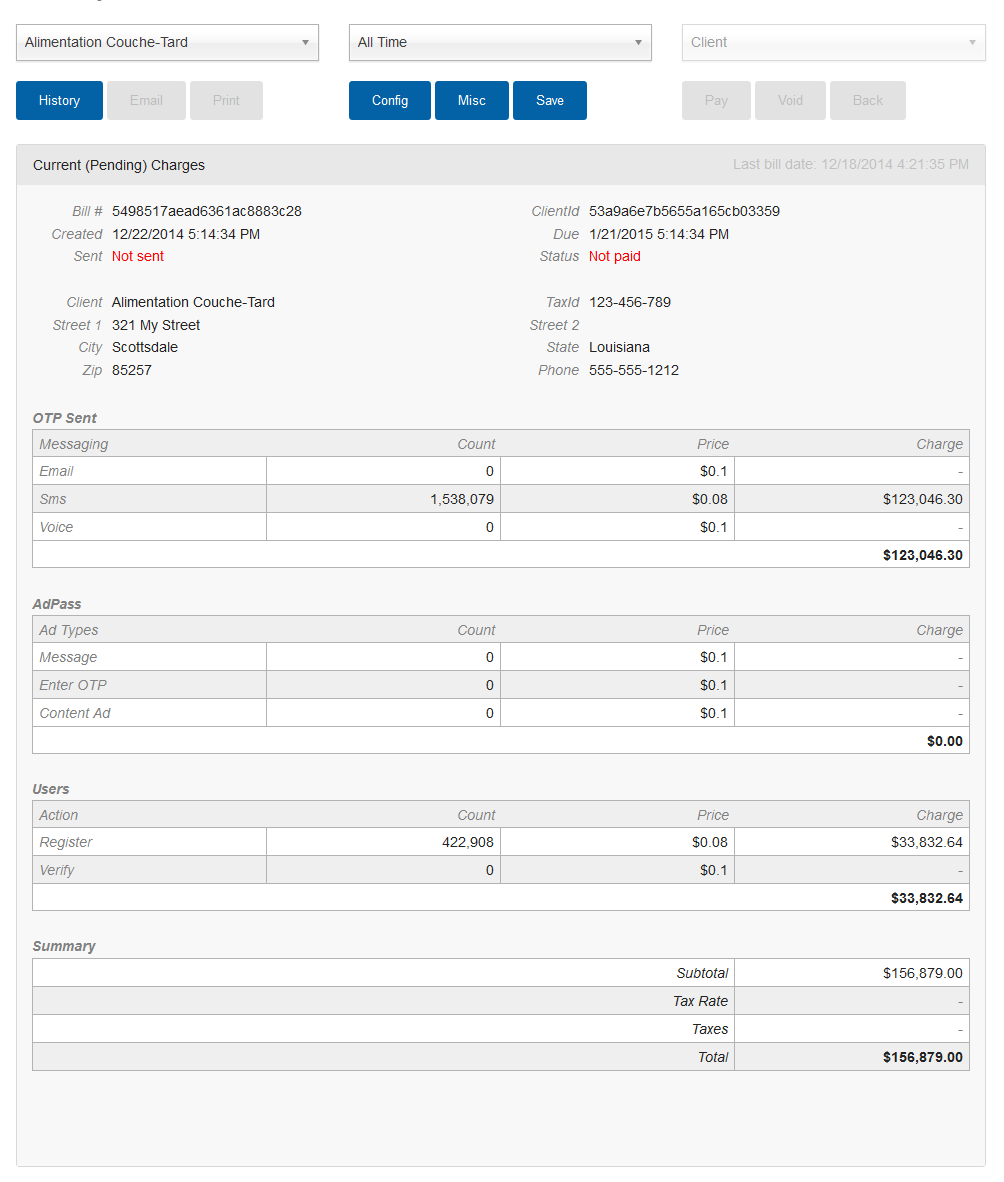 Alimentation Couche-Tard All Time Client
History Email Print Config Misc Save Pay Void Back
Current (Pending) Charges Last bill date: 12/18/2014 4:21:35 PM
Bill # 5498517aead6361ac8883c28 ClientId 53a9a6e7b5655a165cb03359
Created 12/22/2014 5:14:34 PM Due 1/21/2015 5:14:34 PM
Sent Not sent Status Not paid
Client Alimentation Couche-Tard TaxId 123-456-789
Street 1 321 My Street Street 2
City Scottsdale State Louisiana
Zip 85257 Phone 555-555-1212
OTP Sent
Messaging Count Price Charge
Email 0 $0.1 -
Sms 1,538,079 $0.08 $123,046.30
Voice 0 $0.1 -
$123,046.30
AdPass
Ad Types Count Price Charge
Message 0 $0.1 -
Enter OTP 0 $0.1 -
Content Ad 0 $0.1 -
$0.00
Users
Action Count Price Charge
Register 422,908 $0.08 $33,832.64
Verify 0 $0.1 -
$33,832.64
Summary
Subtotal $156,879.00
Tax Rate -
Taxes -
Total $156,879.00